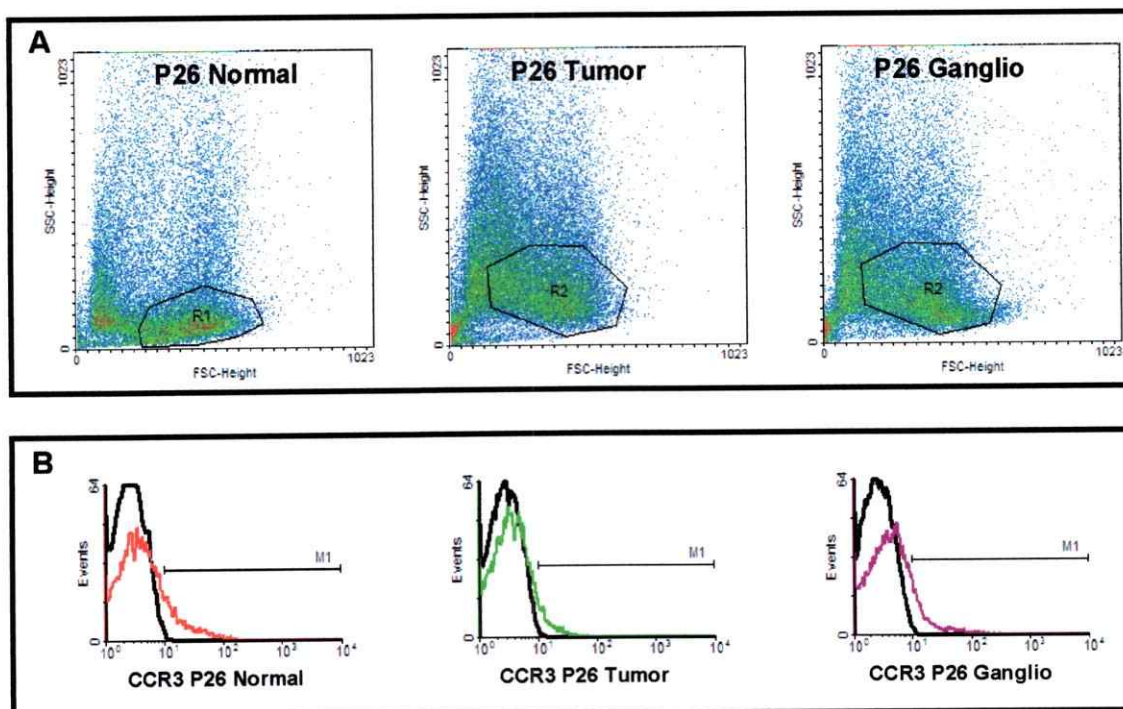 A
P26 Normal
1023
SSC-Height
R1
0
0
1023
FSC-Height
P26 Tumor
1023
SSC-Height
R2
0
0
1023
FSC-Height
P26 Ganglio
1023
SSC-Height
R2
0
0
1023
FSC-Height
B
64
Events
M1
0
10⁰ 10¹ 10² 10³ 10⁴
CCR3 P26 Normal
64
Events
M1
0
10⁰ 10¹ 10² 10³ 10⁴
CCR3 P26 Tumor
64
Events
M1
0
10⁰ 10¹ 10² 10³ 10⁴
CCR3 P26 Ganglio